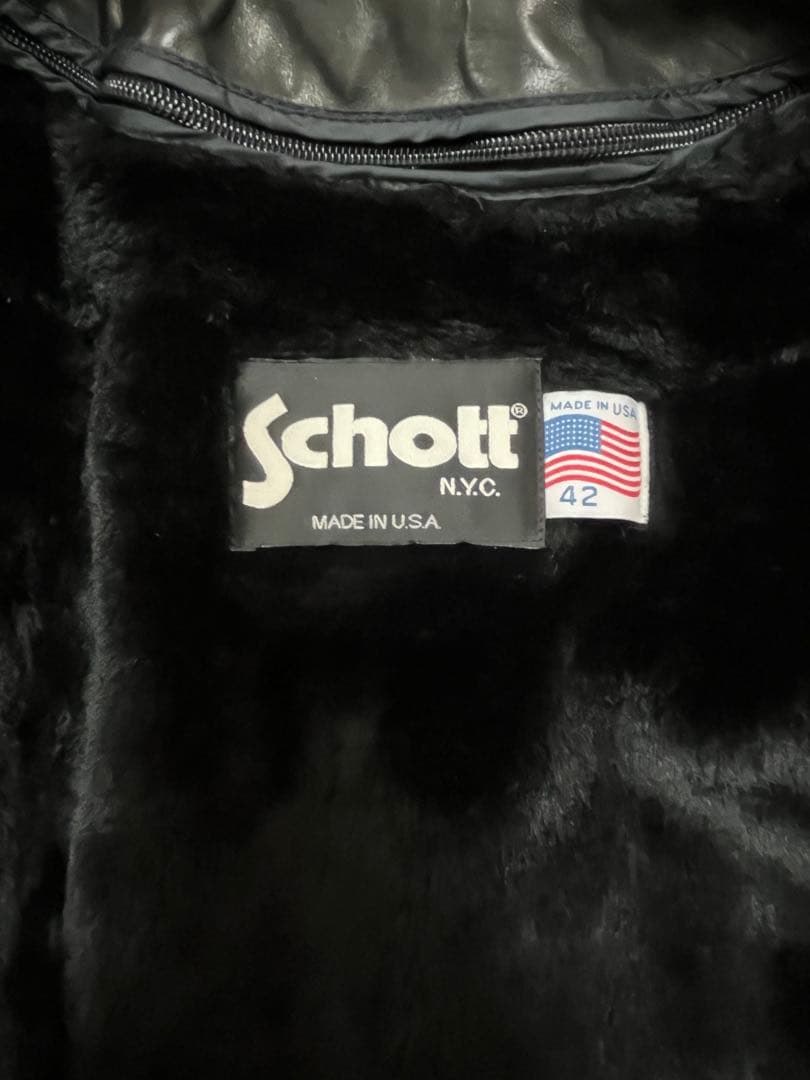 Schott®
N.Y.C.
MADE IN U.S.A.
MADE IN USA
42